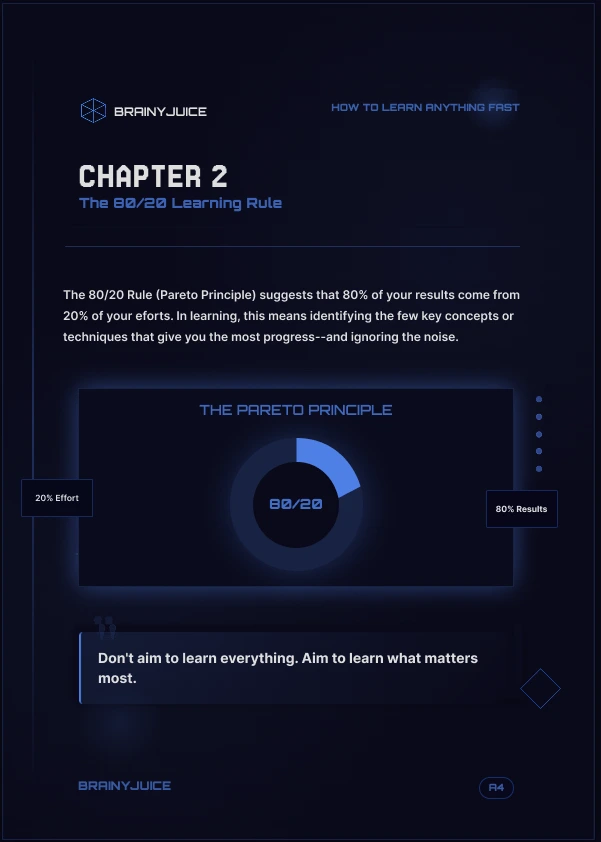 BRAINYJUICE
HOW TO LEARN ANYTHING FAST
CHAPTER 2
The 80/20 Learning Rule
The 80/20 Rule (Pareto Principle) suggests that 80% of your results come from
20% of your eforts. In learning, this means identifying the few key concepts or
techniques that give you the most progress--and ignoring the noise.
THE PARETO PRINCIPLE
20% Effort
80/20
80% Results
"
Don't aim to learn everything. Aim to learn what matters
most.
BRAINYJUICE
A4